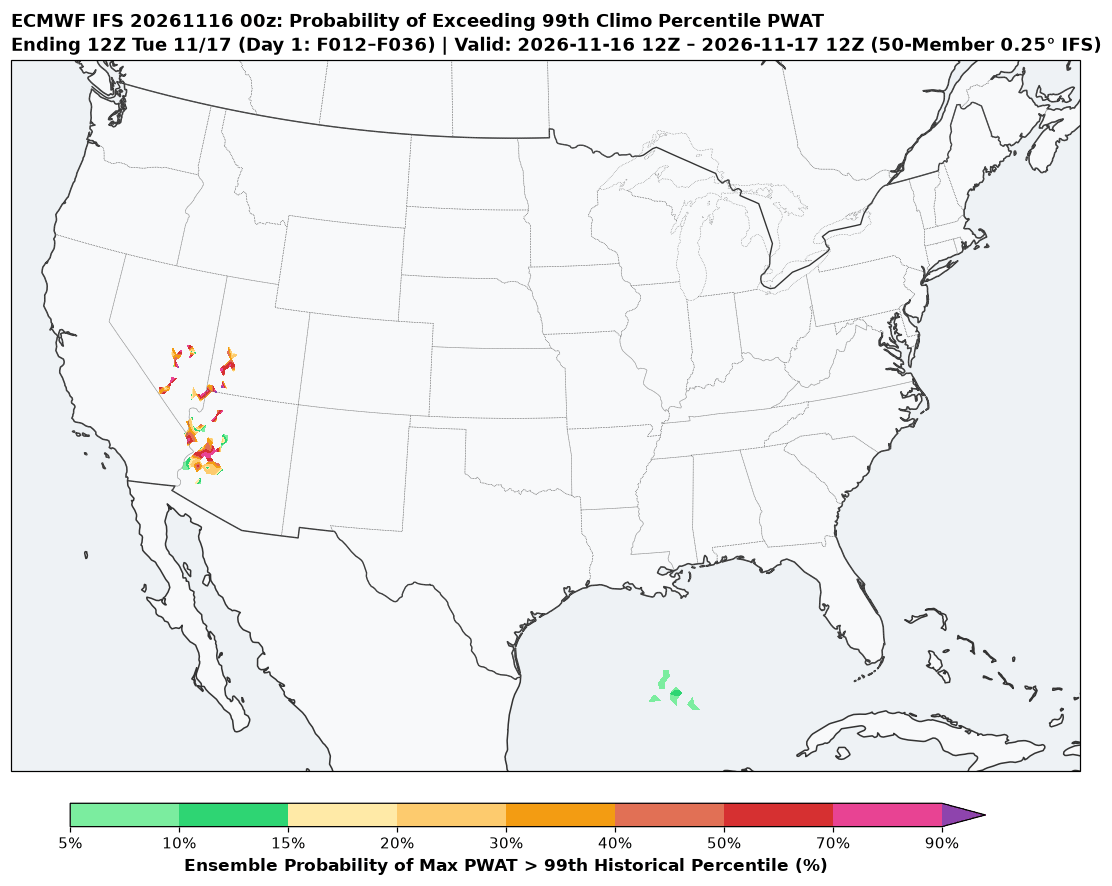 ECMWF IFS 20261116 00z: Probability of Exceeding 99th Climo Percentile PWAT
Ending 12Z Tue 11/17 (Day 1: F012–F036) | Valid: 2026-11-16 12Z – 2026-11-17 12Z (50-Member 0.25° IFS)
5% 10% 15% 20% 30% 40% 50% 70% 90%
Ensemble Probability of Max PWAT > 99th Historical Percentile (%)